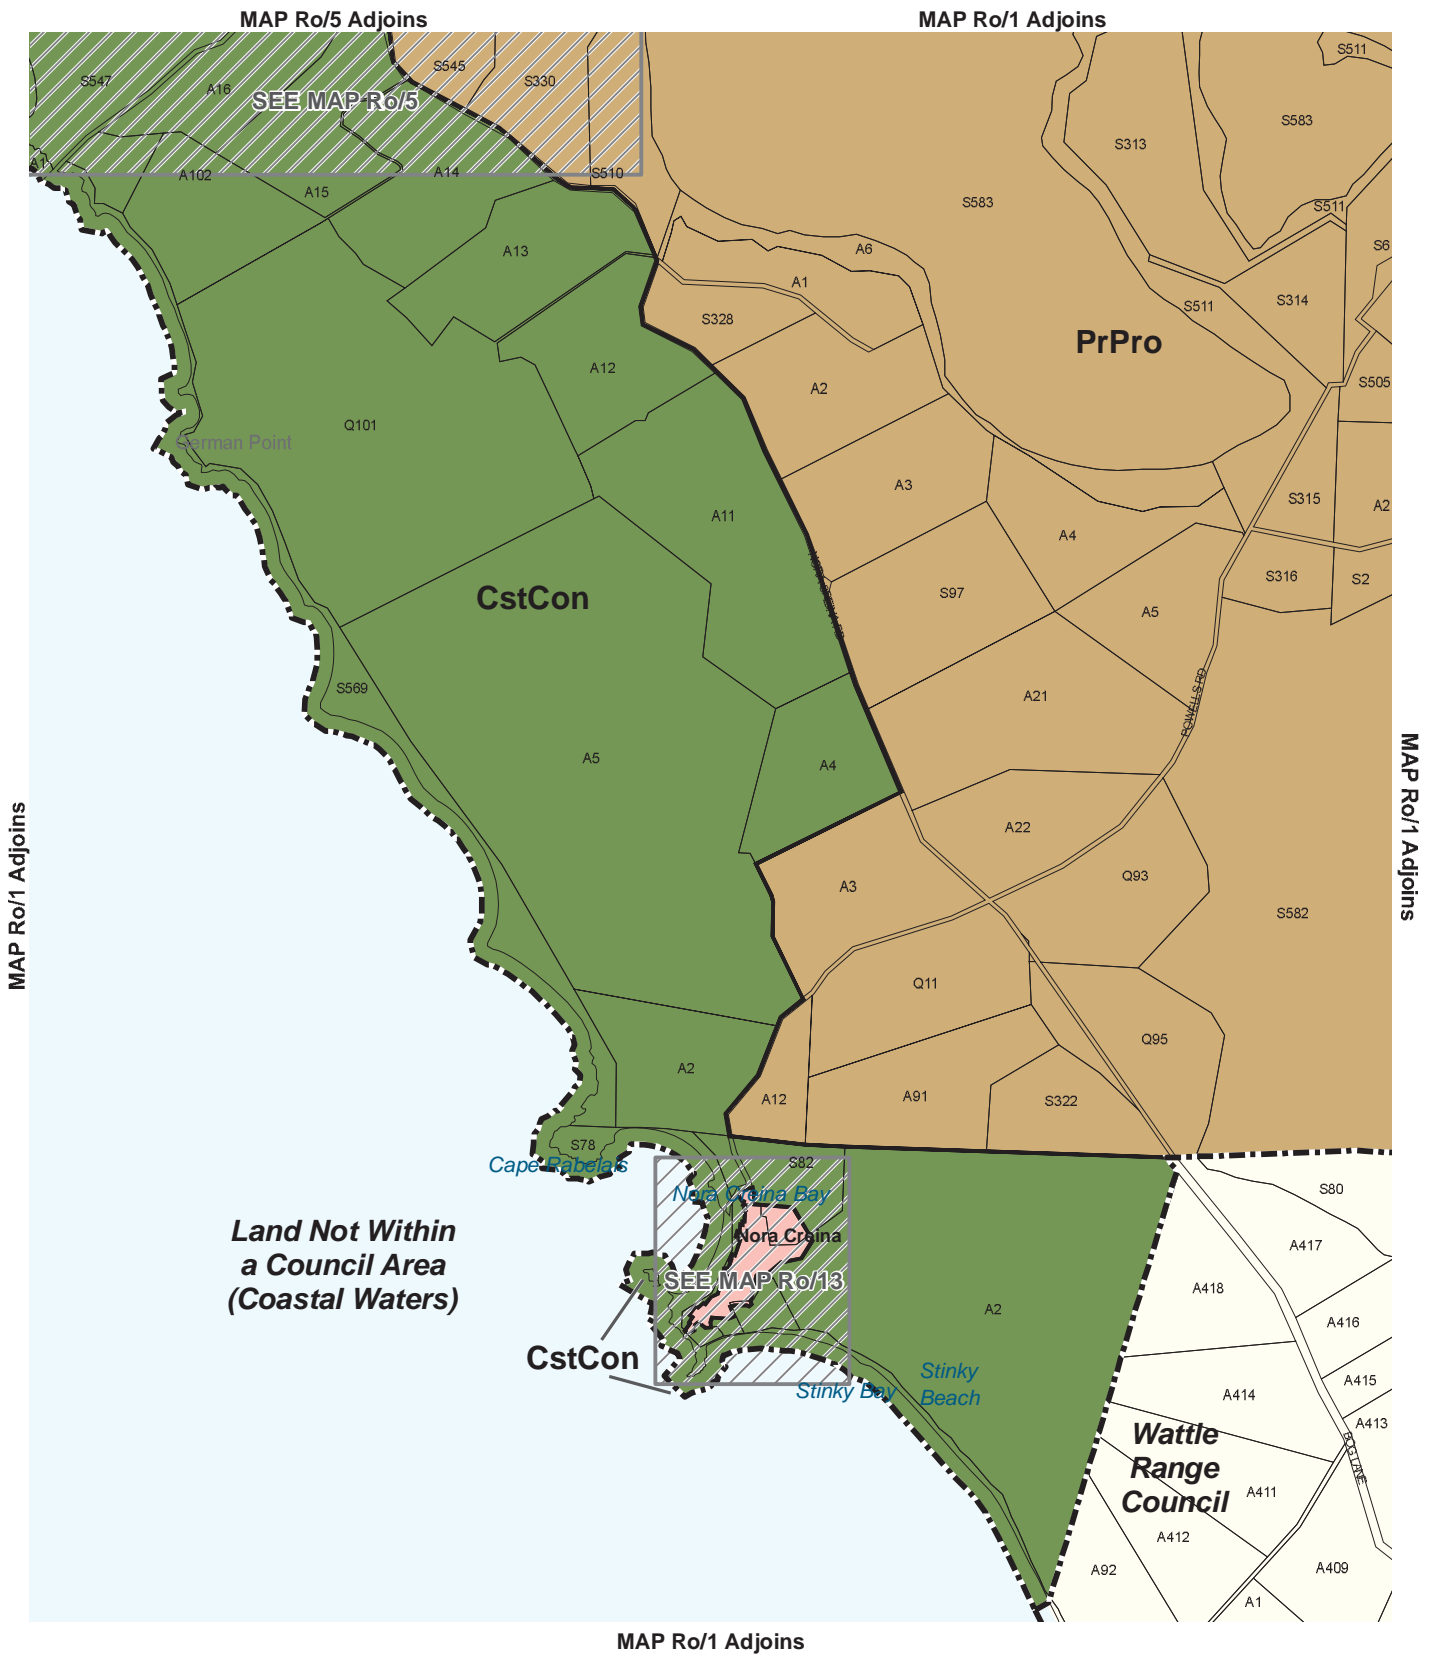 MAP Ro/5 Adjoins
MAP Ro/1 Adjoins
S511
S545
S547
S330
A16
SEE MAP Ro/5
S583
S313
A1
A102
A14
S510
A15
S583
S511
A13
A6
S6
A1
S314
S511
S328
PrPro
A12
S505
A2
Q101
German Point
A3
S315
A2
A11
A4
NORA CREINA RD
S316
S2
CstCon
S97
A5
S569
A21
POWELLS RD
A5
A4
MAP Ro/1 Adjoins
MAP Ro/1 Adjoins
A22
Q93
A3
S582
Q11
Q95
A2
A12
A91
S322
S78
Cape Rabelais
S82
Nora Creina Bay
S80
Land Not Within
a Council Area
(Coastal Waters)
Nora Creina
A417
SEE MAP Ro/13
A418
A2
A416
CstCon
Stinky
Beach
Stinky Bay
A415
A414
A413
Wattle
Range
Council
BOG LANE
A411
A412
A92
A409
A1
MAP Ro/1 Adjoins